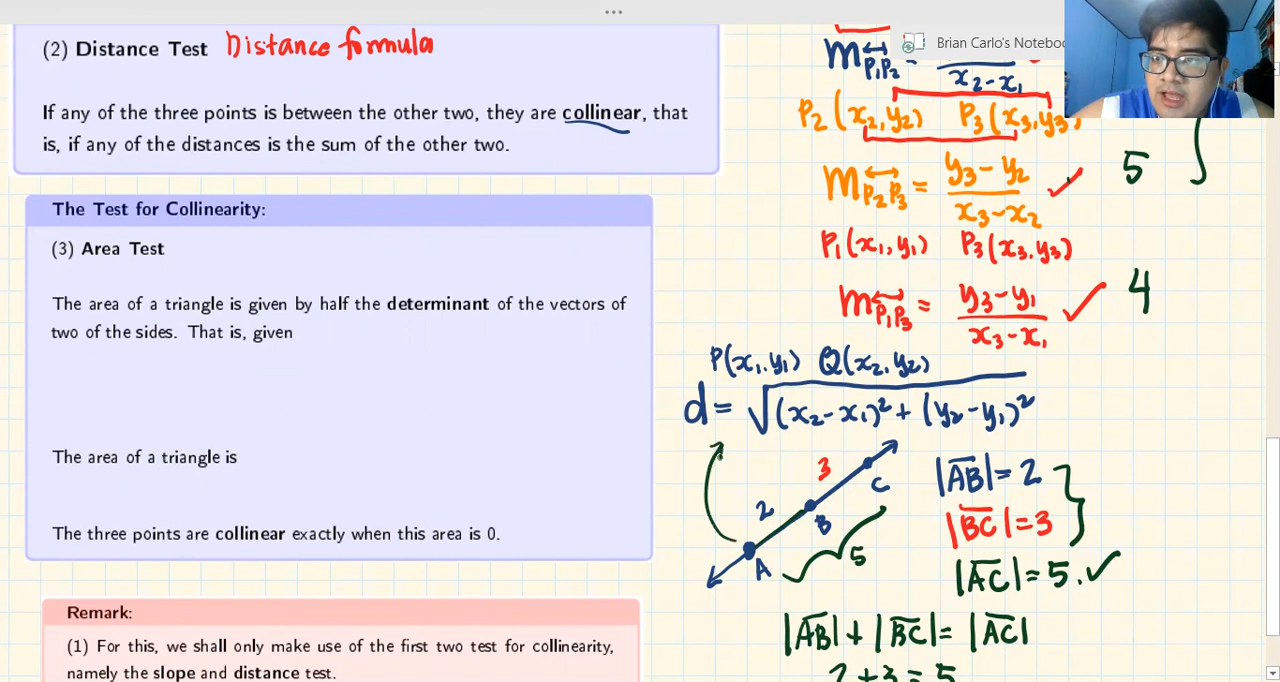 (2) Distance Test Distance formula
If any of the three points is between the other two, they are collinear, that
is, if any of the distances is the sum of the other two.
The Test for Collinearity:
(3) Area Test
The area of a triangle is given by half the determinant of the vectors of
two of the sides. That is, given
The area of a triangle is
The three points are collinear exactly when this area is 0.
Remark:
(1) For this, we shall only make use of the first two test for collinearity,
namely the slope and distance test.
Brian Carlo's Notebook
m P₁P₂ =
x₂-x₁
P₂(x₂,y₂) P₃(x₃,y₃)
m P₂P₃ = y₃-y₂ 5
x₃-x₂
P₁(x₁,y₁) P₃(x₃,y₃)
m P₁P₃ = y₃-y₁ 4
x₃-x₁
P(x₁,y₁) Q(x₂,y₂)
d = √(x₂-x₁)²+(y₂-y₁)²
3
C
2
B
A
5
|AB|=2
|BC|=3
|AC|=5.
|AB|+|BC|=|AC|
2+3=5